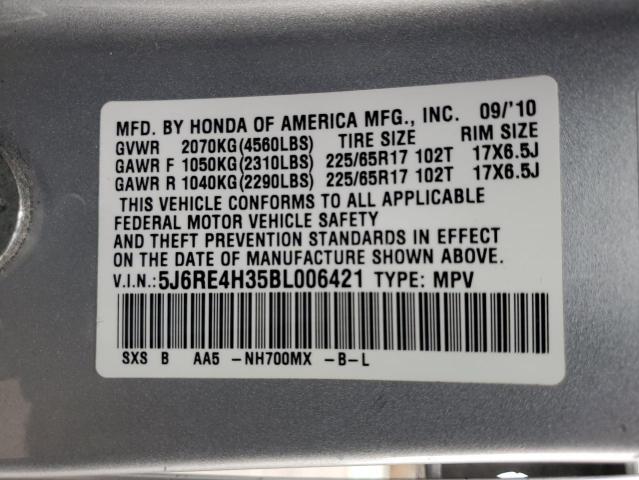 MFD. BY HONDA OF AMERICA MFG., INC. 09/'10
GVWR 2070KG(4560LBS) TIRE SIZE RIM SIZE
GAWR F 1050KG(2310LBS) 225/65R17 102T 17X6.5J
GAWR R 1040KG(2290LBS) 225/65R17 102T 17X6.5J
THIS VEHICLE CONFORMS TO ALL APPLICABLE
FEDERAL MOTOR VEHICLE SAFETY
AND THEFT PREVENTION STANDARDS IN EFFECT
ON THE DATE OF MANUFACTURE SHOWN ABOVE.
V.I.N.: 5J6RE4H35BL006421 TYPE: MPV
SXS B AA5 -NH700MX -B-L